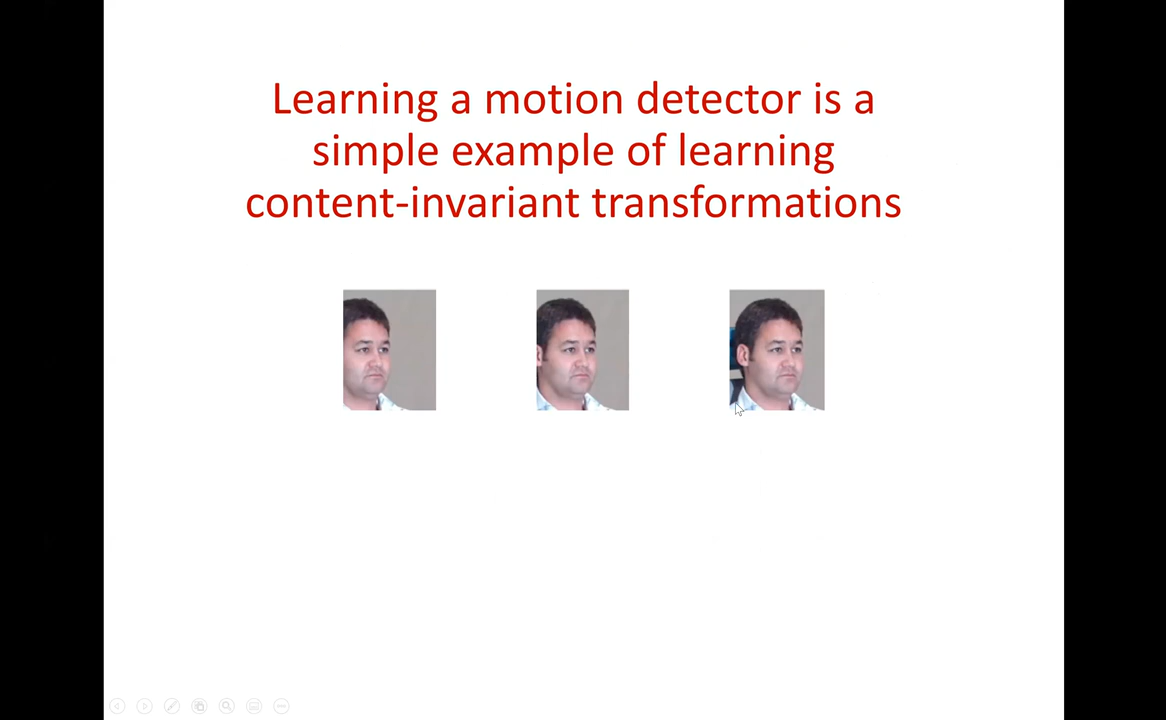 Learning a motion detector is a
simple example of learning
content-invariant transformations